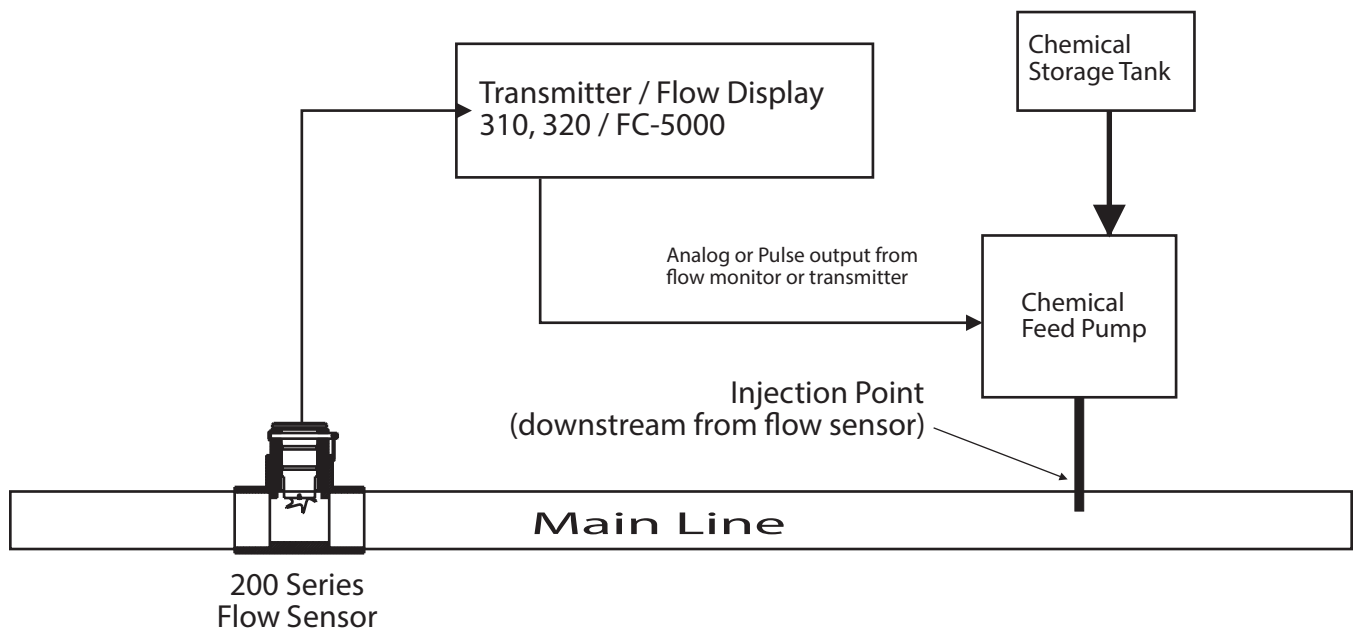 Chemical
Storage Tank
Transmitter / Flow Display
310, 320 / FC-5000
Analog or Pulse output from
flow monitor or transmitter
Chemical
Feed Pump
Injection Point
(downstream from flow sensor)
Main Line
200 Series
Flow Sensor